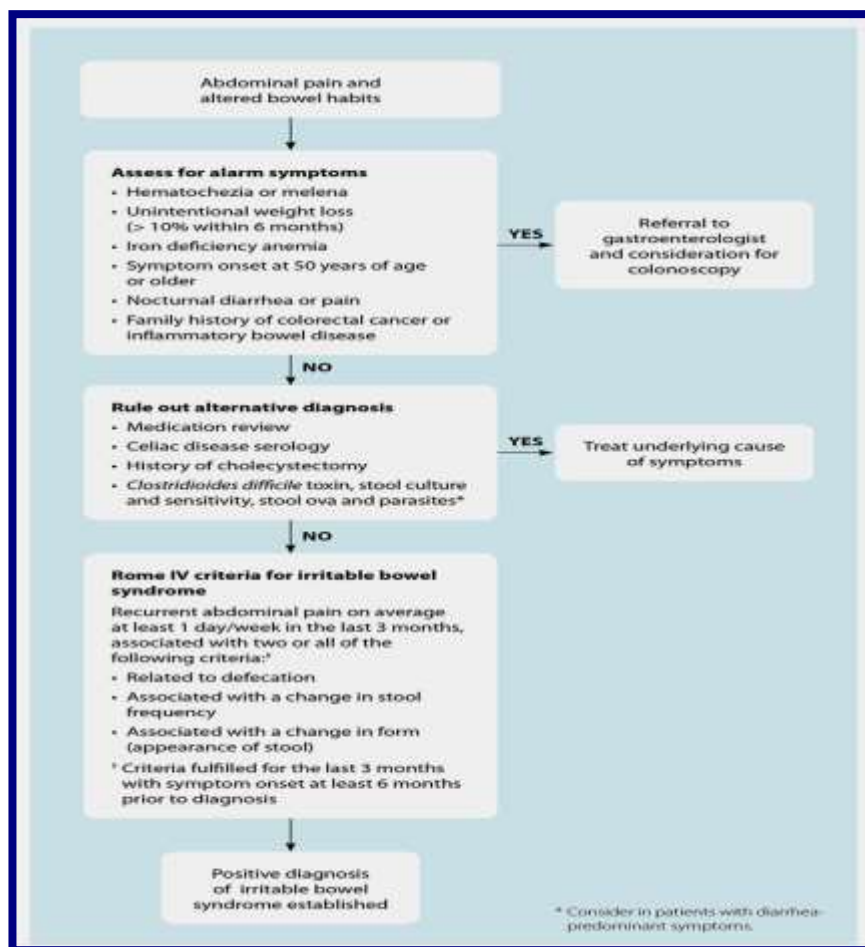 Abdominal pain and
altered bowel habits
Assess for alarm symptoms
• Hematochezia or melena
• Unintentional weight loss
(> 10% within 6 months)
• Iron deficiency anemia
• Symptom onset at 50 years of age
or older
• Nocturnal diarrhea or pain
• Family history of colorectal cancer or
inflammatory bowel disease
YES
Referral to
gastroenterologist
and consideration for
colonoscopy
NO
Rule out alternative diagnosis
• Medication review
• Celiac disease serology
• History of cholecystectomy
• Clostridioides difficile toxin, stool culture
and sensitivity, stool ova and parasites*
YES
Treat underlying cause
of symptoms
NO
Rome IV criteria for irritable bowel
syndrome
Recurrent abdominal pain on average
at least 1 day/week in the last 3 months,
associated with two or all of the
following criteria:†
• Related to defecation
• Associated with a change in stool
frequency
• Associated with a change in form
(appearance of stool)
† Criteria fulfilled for the last 3 months
with symptom onset at least 6 months
prior to diagnosis
Positive diagnosis
of irritable bowel
syndrome established
* Consider in patients with diarrhea-
predominant symptoms.